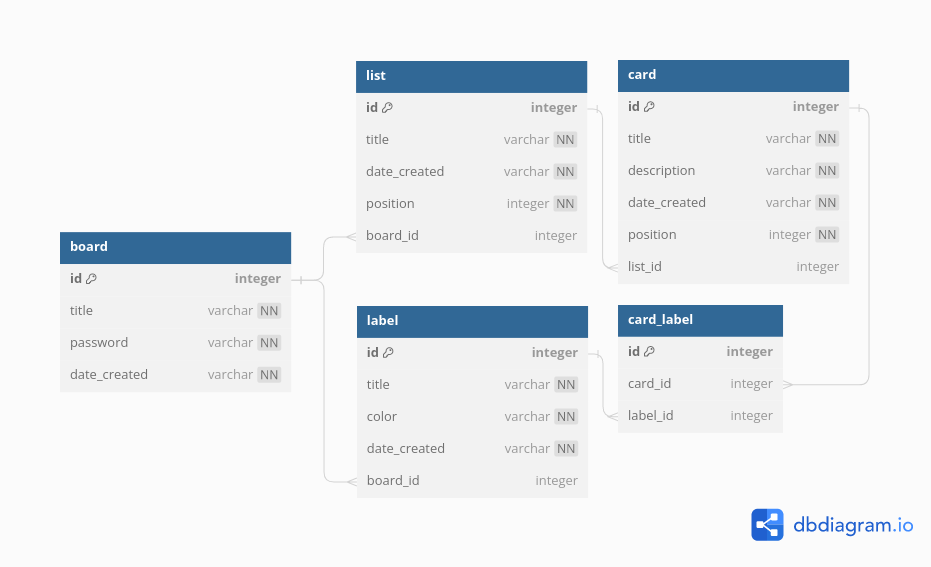 board
id integer
title varchar NN
password varchar NN
date_created varchar NN
list
id integer
title varchar NN
date_created varchar NN
position integer NN
board_id integer
label
id integer
title varchar NN
color varchar NN
date_created varchar NN
board_id integer
card
id integer
title varchar NN
description varchar NN
date_created varchar NN
position integer NN
list_id integer
card_label
id integer
card_id integer
label_id integer
dbdiagram.io